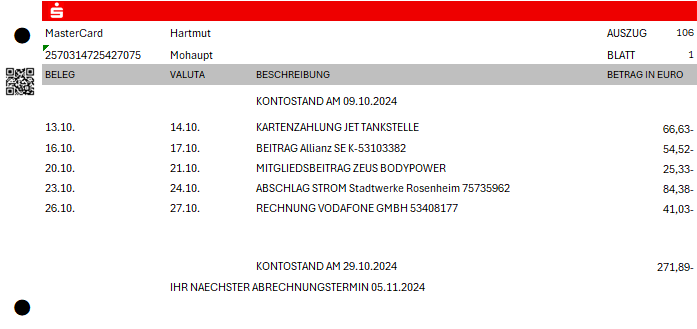 MasterCard Hartmut AUSZUG 106
2570314725427075 Mohaupt BLATT 1
BELEG VALUTA BESCHREIBUNG BETRAG IN EURO
KONTOSTAND AM 09.10.2024
13.10. 14.10. KARTENZAHLUNG JET TANKSTELLE 66,63-
16.10. 17.10. BEITRAG Allianz SE K-53103382 54,52-
20.10. 21.10. MITGLIEDSBEITRAG ZEUS BODYPOWER 25,33-
23.10. 24.10. ABSCHLAG STROM Stadtwerke Rosenheim 75735962 84,38-
26.10. 27.10. RECHNUNG VODAFONE GMBH 53408177 41,03-
KONTOSTAND AM 29.10.2024 271,89-
IHR NAECHSTER ABRECHNUNGSTERMIN 05.11.2024